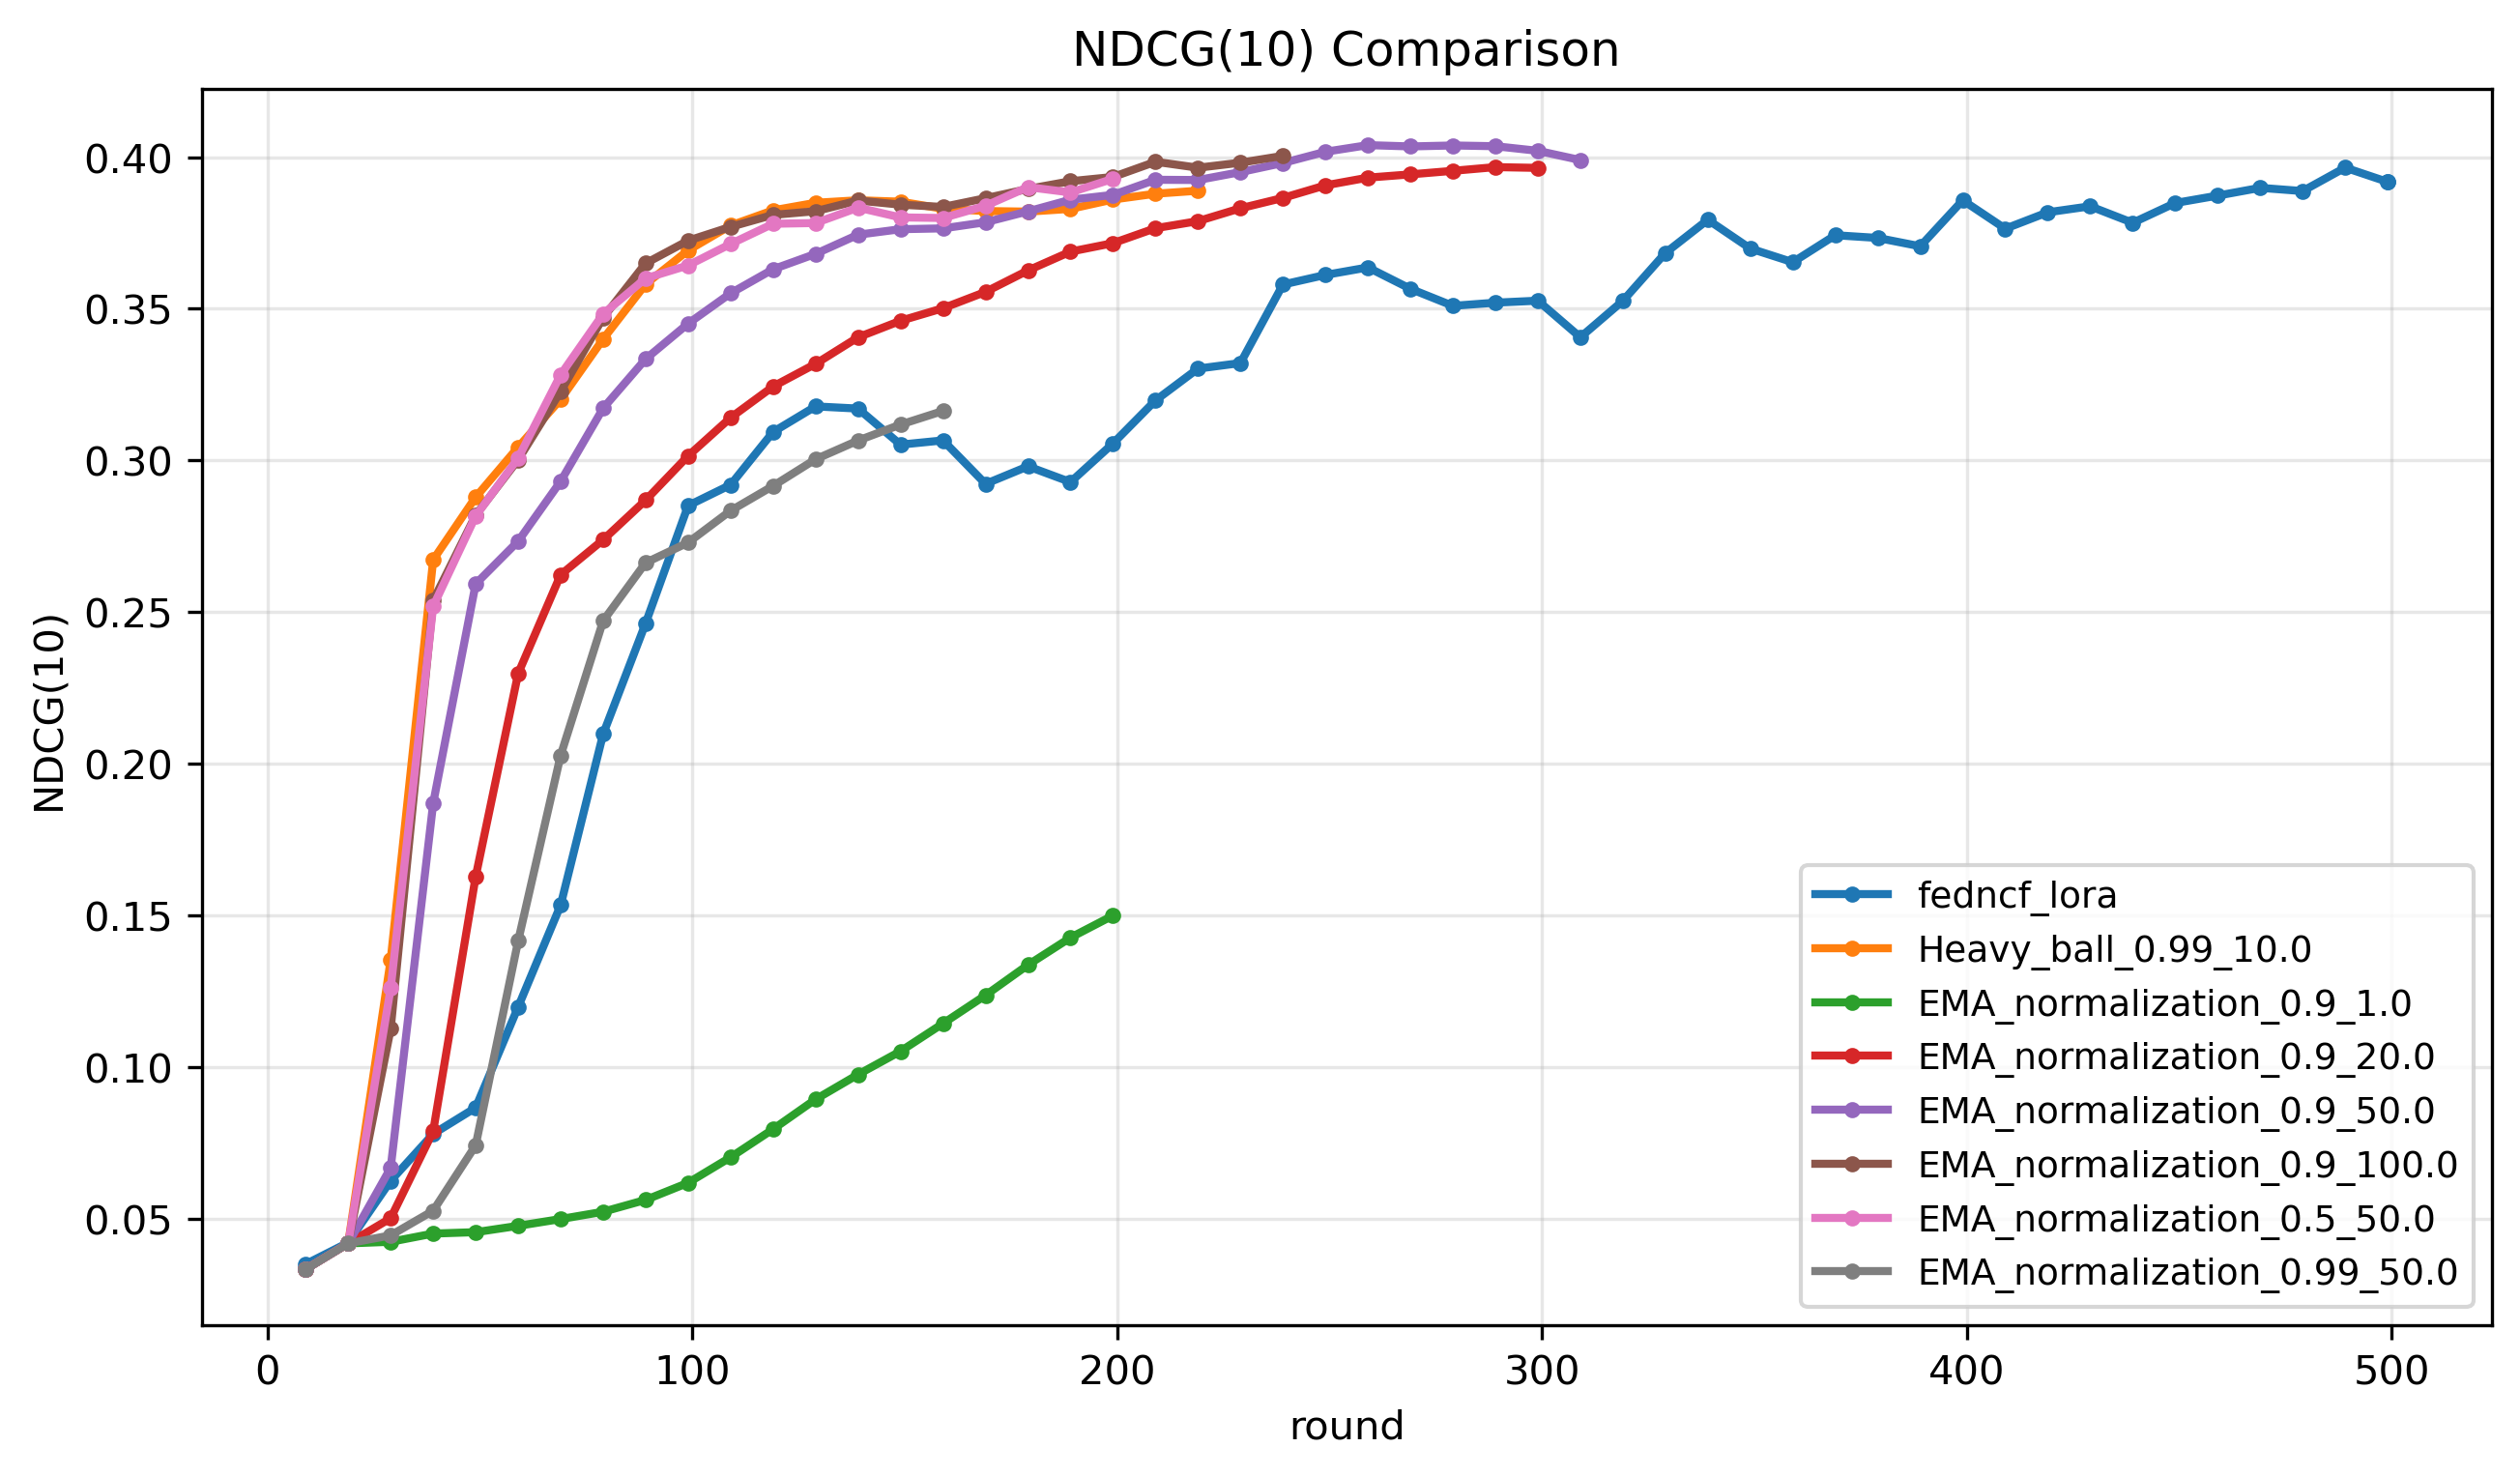 NDCG(10) Comparison
NDCG(10)
0.40
0.35
0.30
0.25
0.20
0.15
0.10
0.05
0
100
200
300
400
500
round
fedncf_lora
Heavy_ball_0.99_10.0
EMA_normalization_0.9_1.0
EMA_normalization_0.9_20.0
EMA_normalization_0.9_50.0
EMA_normalization_0.9_100.0
EMA_normalization_0.5_50.0
EMA_normalization_0.99_50.0